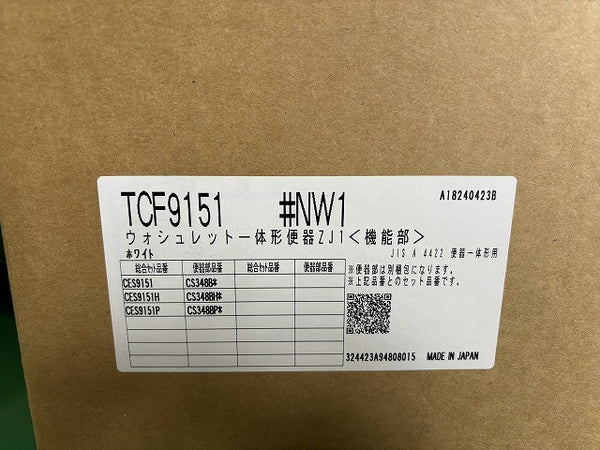 TCF9151 #NW1 A18240423B
ウォシュレット一体形便器ZJ1<機能部>
ホワイト JIS A 4422 便器一体形用
総合セット品番 便器部品番 総合セット品番 便器部品番
CES9151 CS348B#
CES9151H CS348BH#
CES9151P CS348BP#
※便器部は別梱包になります。
※上記品番とのセット品番です。
324423A94808015 MADE IN JAPAN